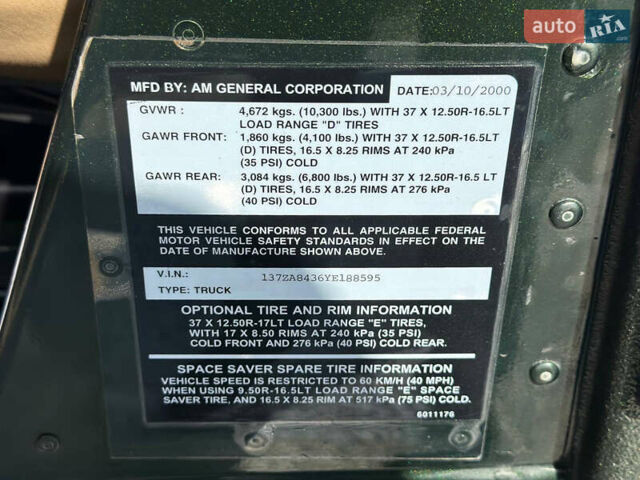 auto RIA .com
MFD BY: AM GENERAL CORPORATION DATE: 03/10/2000
GVWR : 4,672 kgs. (10,300 lbs.) WITH 37 X 12.50R-16.5LT
LOAD RANGE "D" TIRES
GAWR FRONT: 1,860 kgs. (4,100 lbs.) WITH 37 X 12.50R-16.5LT
(D) TIRES, 16.5 X 8.25 RIMS AT 240 kPa
(35 PSI) COLD
GAWR REAR: 3,084 kgs. (6,800 lbs.) WITH 37 X 12.50R-16.5 LT
(D) TIRES, 16.5 X 8.25 RIMS AT 276 kPa
(40 PSI) COLD
THIS VEHICLE CONFORMS TO ALL APPLICABLE FEDERAL
MOTOR VEHICLE SAFETY STANDARDS IN EFFECT ON THE
DATE OF MANUFACTURE SHOWN ABOVE.
V.I.N.: 137ZA8436YE188595
TYPE: TRUCK
OPTIONAL TIRE AND RIM INFORMATION
37 X 12.50R-17LT LOAD RANGE "E" TIRES,
WITH 17 X 8.50 RIMS AT 240 kPa (35 PSI)
COLD FRONT AND 276 kPa (40 PSI) COLD REAR.
SPACE SAVER SPARE TIRE INFORMATION
VEHICLE SPEED IS RESTRICTED TO 60 KM/H (40 MPH)
WHEN USING 9.50R-16.5LT LOAD RANGE "E" SPACE
SAVER TIRE, AND 16.5 X 8.25 RIM AT 517 kPa (75 PSI) COLD.
6011176